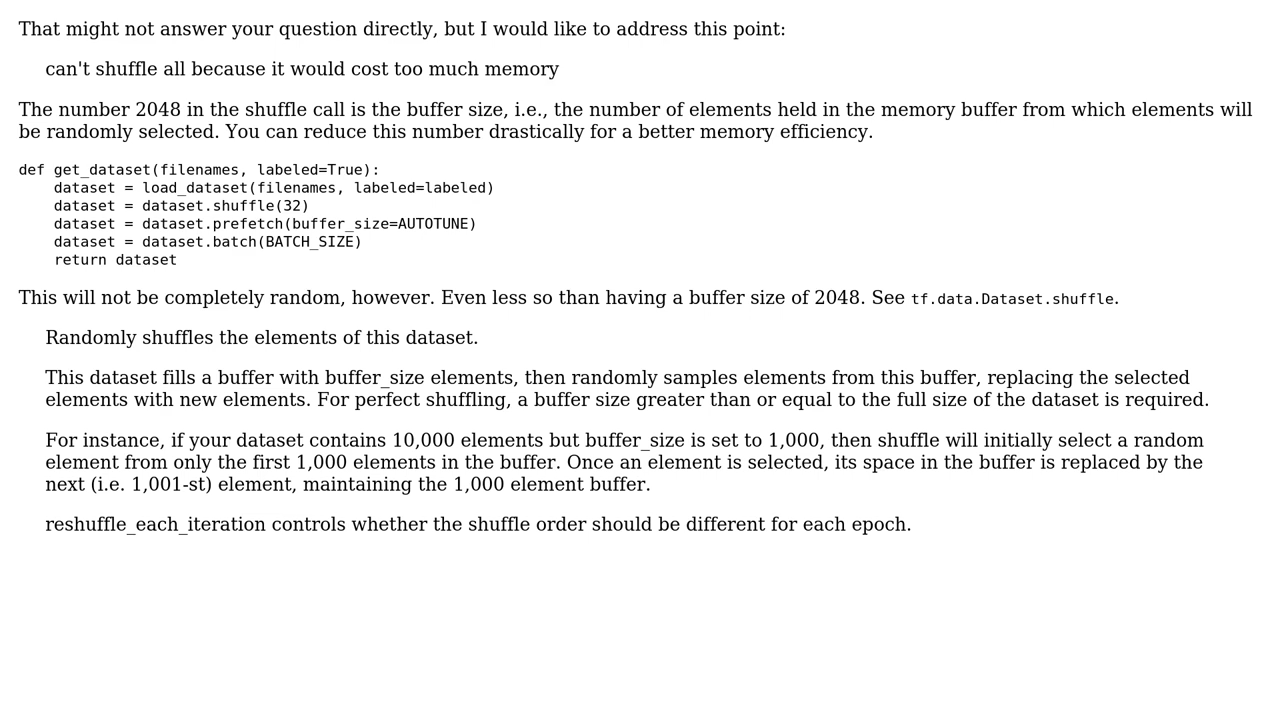 That might not answer your question directly, but I would like to address this point:
can't shuffle all because it would cost too much memory
The number 2048 in the shuffle call is the buffer size, i.e., the number of elements held in the memory buffer from which elements will
be randomly selected. You can reduce this number drastically for a better memory efficiency.
def get_dataset(filenames, labeled=True):
    dataset = load_dataset(filenames, labeled=labeled)
    dataset = dataset.shuffle(32)
    dataset = dataset.prefetch(buffer_size=AUTOTUNE)
    dataset = dataset.batch(BATCH_SIZE)
    return dataset
This will not be completely random, however. Even less so than having a buffer size of 2048. See tf.data.Dataset.shuffle.
Randomly shuffles the elements of this dataset.
This dataset fills a buffer with buffer_size elements, then randomly samples elements from this buffer, replacing the selected
elements with new elements. For perfect shuffling, a buffer size greater than or equal to the full size of the dataset is required.
For instance, if your dataset contains 10,000 elements but buffer_size is set to 1,000, then shuffle will initially select a random
element from only the first 1,000 elements in the buffer. Once an element is selected, its space in the buffer is replaced by the
next (i.e. 1,001-st) element, maintaining the 1,000 element buffer.
reshuffle_each_iteration controls whether the shuffle order should be different for each epoch.